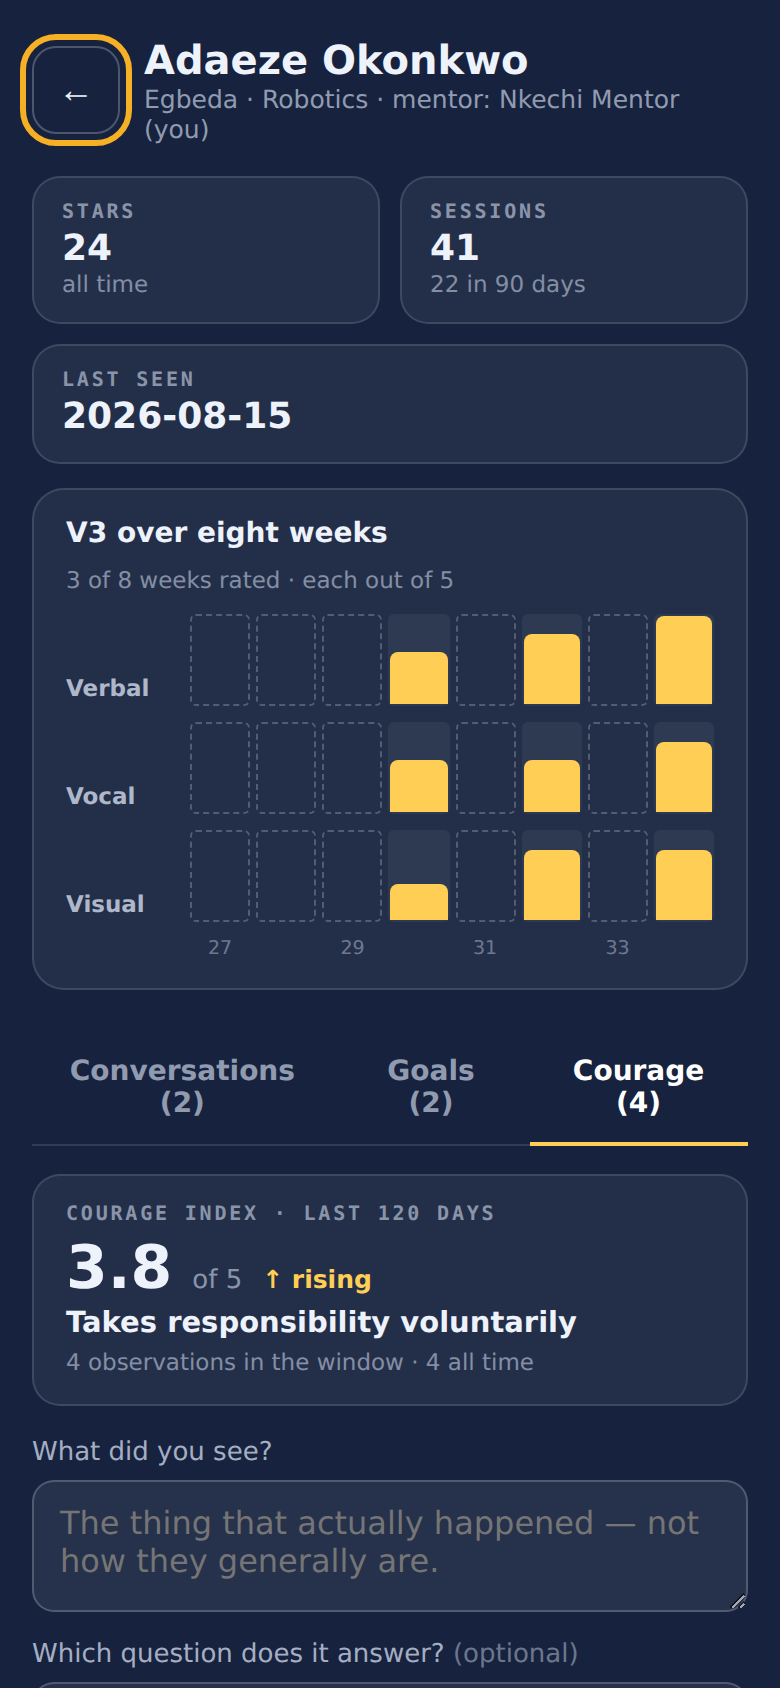 ←
Adaeze Okonkwo
Egbeda · Robotics · mentor: Nkechi Mentor
(you)
STARS
24
all time
SESSIONS
41
22 in 90 days
LAST SEEN
2026-08-15
V3 over eight weeks
3 of 8 weeks rated · each out of 5
Verbal
Vocal
Visual
27 29 31 33
Conversations
(2)
Goals
(2)
Courage
(4)
COURAGE INDEX · LAST 120 DAYS
3.8 of 5 ↑ rising
Takes responsibility voluntarily
4 observations in the window · 4 all time
What did you see?
The thing that actually happened — not
how they generally are.
Which question does it answer? (optional)